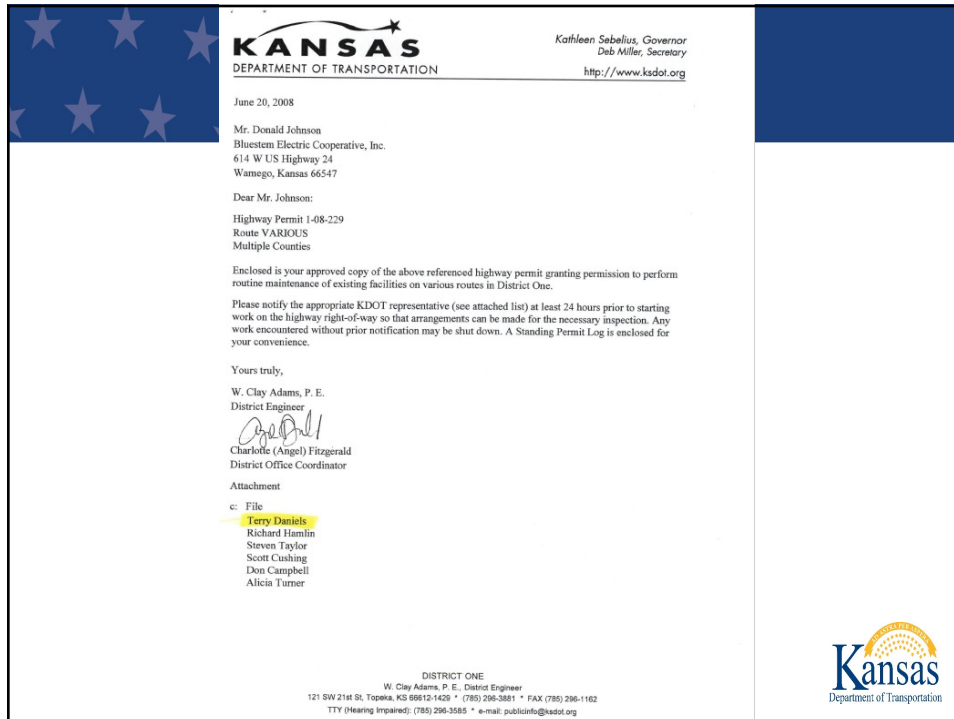 KANSAS
DEPARTMENT OF TRANSPORTATION
Kathleen Sebelius, Governor
Deb Miller, Secretary
http://www.ksdot.org
June 20, 2008
Mr. Donald Johnson
Bluestem Electric Cooperative, Inc.
614 W US Highway 24
Wamego, Kansas 66547
Dear Mr. Johnson:
Highway Permit 1-08-229
Route VARIOUS
Multiple Counties
Enclosed is your approved copy of the above referenced highway permit granting permission to perform
routine maintenance of existing facilities on various routes in District One.
Please notify the appropriate KDOT representative (see attached list) at least 24 hours prior to starting
work on the highway right-of-way so that arrangements can be made for the necessary inspection. Any
work encountered without prior notification may be shut down. A Standing Permit Log is enclosed for
your convenience.
Yours truly,
W. Clay Adams, P. E.
District Engineer
Charlotte (Angel) Fitzgerald
District Office Coordinator
Attachment
c: File
Terry Daniels
Richard Hamlin
Steven Taylor
Scott Cushing
Don Campbell
Alicia Turner
DISTRICT ONE
W. Clay Adams, P. E., District Engineer
121 SW 21st St, Topeka, KS 66612-1429 * (785) 296-3881 * FAX (785) 296-1162
TTY (Hearing Impaired): (785) 296-3585 * e-mail: publicinfo@ksdot.org
AD ASTRA PER ASPERA
Kansas
Department of Transportation